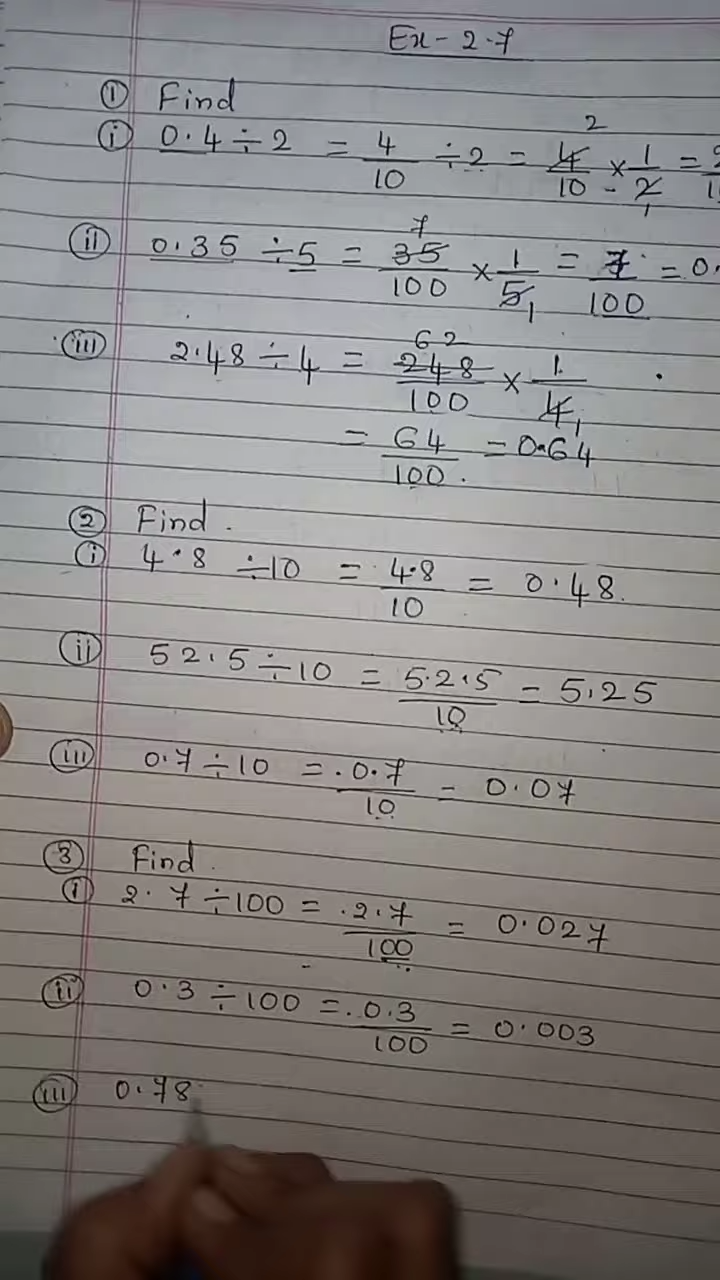 Ex - 2.7
① Find
ⓘ 0.4 ÷ 2 = 4/10 ÷ 2 = 4/10 × 1/2 = 2
ⓘⓘ 0.35 ÷ 5 = 35/100 × 1/5 = 7/100 = 0.
ⓘⓘⓘ 2.48 ÷ 4 = 248/100 × 1/4
= 64/100 = 0.64
② Find.
ⓘ 4.8 ÷ 10 = 4.8/10 = 0.48
ⓘⓘ 52.5 ÷ 10 = 52.5/10 = 5.25
ⓘⓘⓘ 0.7 ÷ 10 = 0.7/10 = 0.07
③ Find.
ⓘ 2.7 ÷ 100 = 2.7/100 = 0.027
ⓘⓘ 0.3 ÷ 100 = 0.3/100 = 0.003
ⓘⓘⓘ 0.78